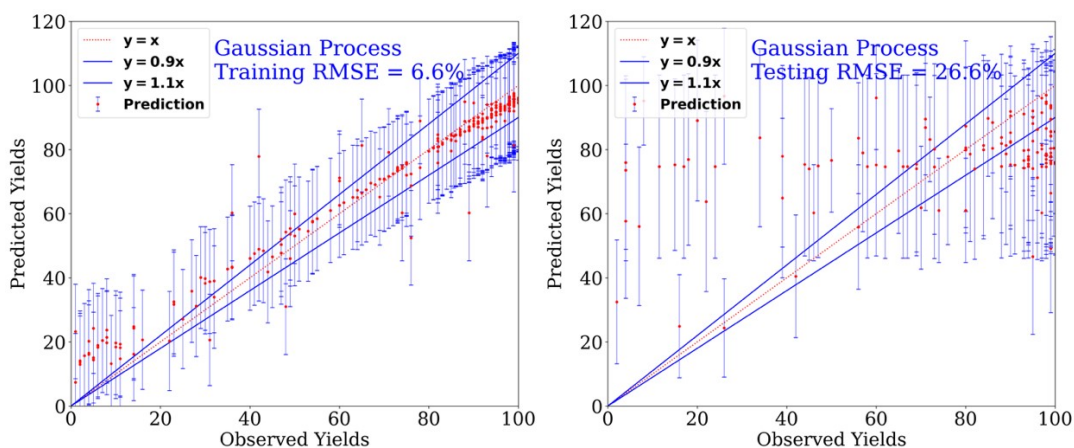 120
100
80
60
40
20
0
Predicted Yields
y = x
y = 0.9x
y = 1.1x
Prediction
Gaussian Process
Training RMSE = 6.6%
0 20 40 60 80 100
Observed Yields
120
100
80
60
40
20
0
Predicted Yields
y = x
y = 0.9x
y = 1.1x
Prediction
Gaussian Process
Testing RMSE = 26.6%
0 20 40 60 80 100
Observed Yields